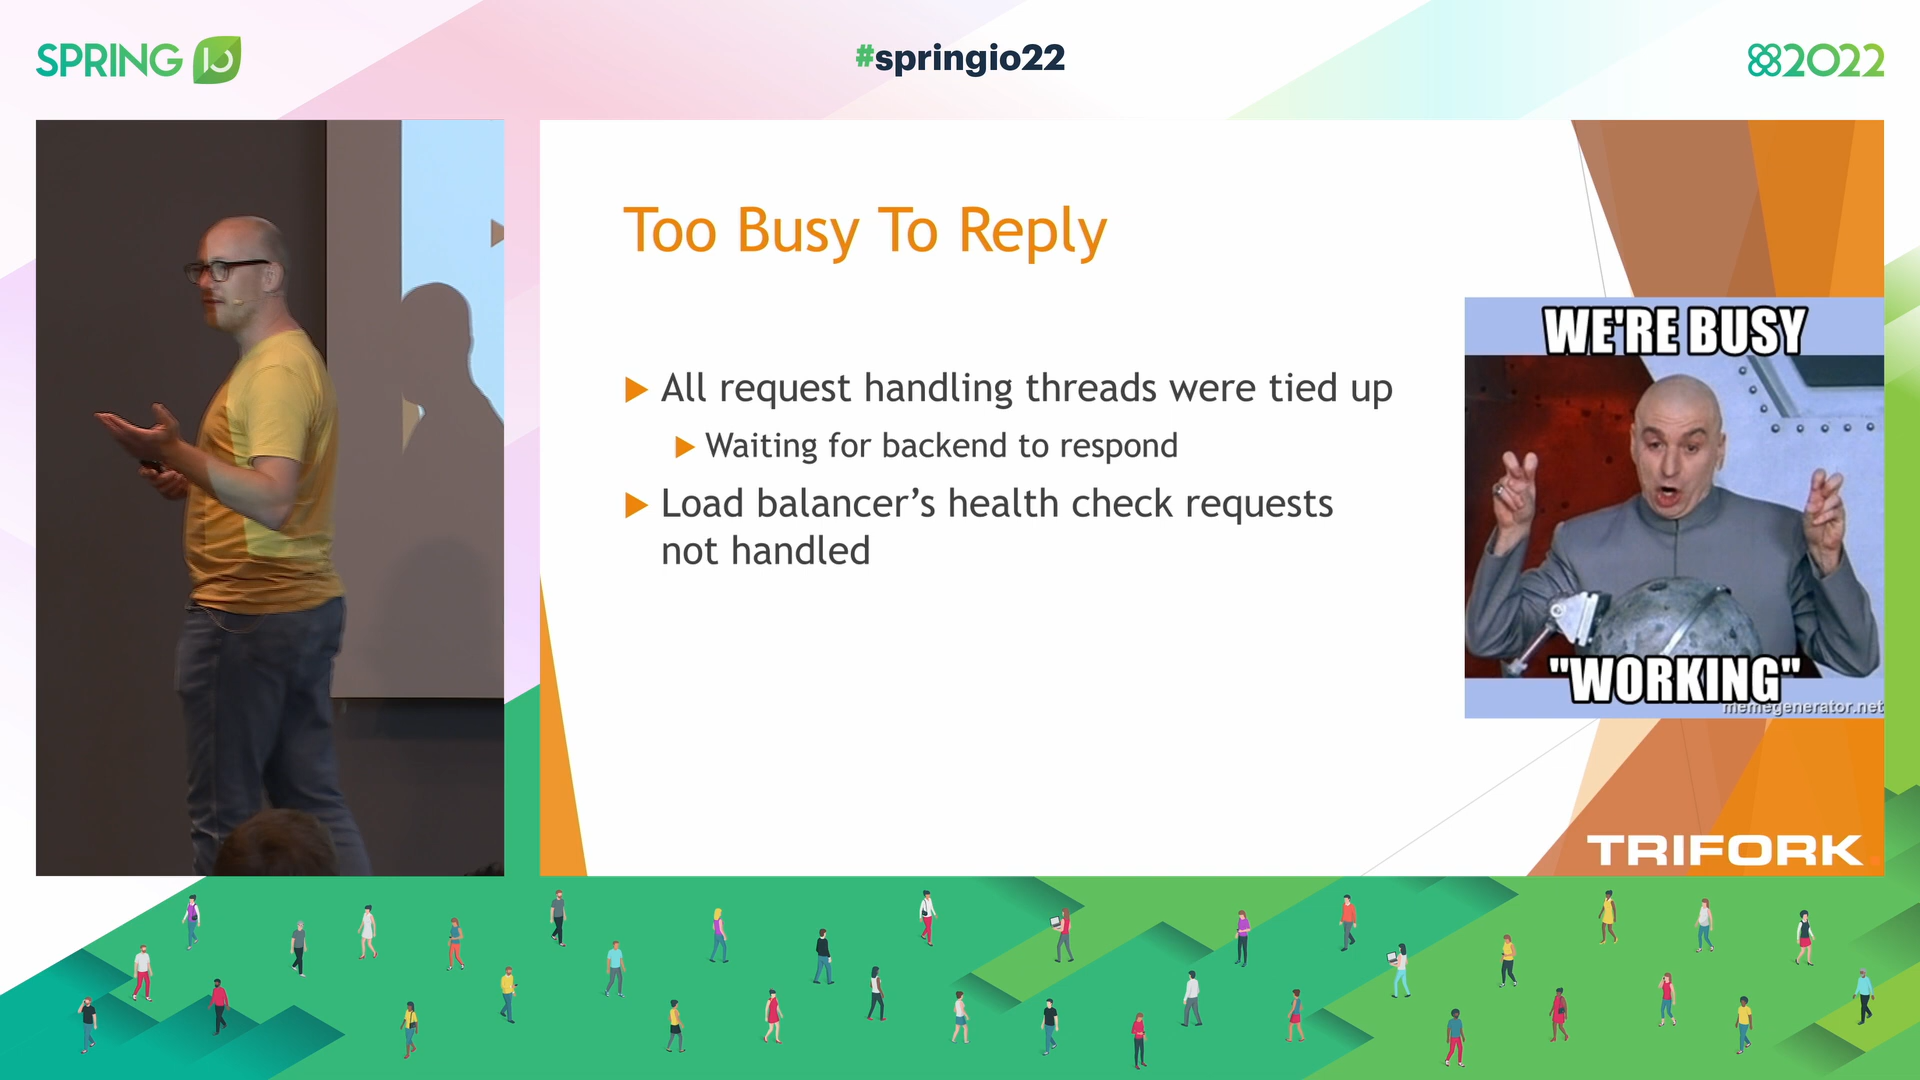 SPRING IO
#springio22
2022
Too Busy To Reply
All request handling threads were tied up
Waiting for backend to respond
Load balancer’s health check requests
not handled
WE'RE BUSY
"WORKING"
memegenerator.net
TRIFORK